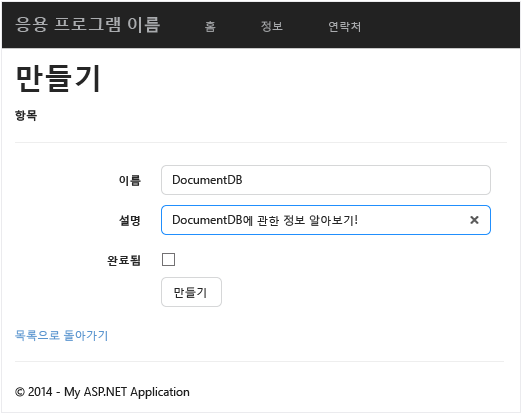 응용 프로그램 이름 홈 정보 연락처
만들기
항목
이름 DocumentDB
설명 DocumentDB에 관한 정보 알아보기!
완료됨
만들기
목록으로 돌아가기
© 2014 - My ASP.NET Application